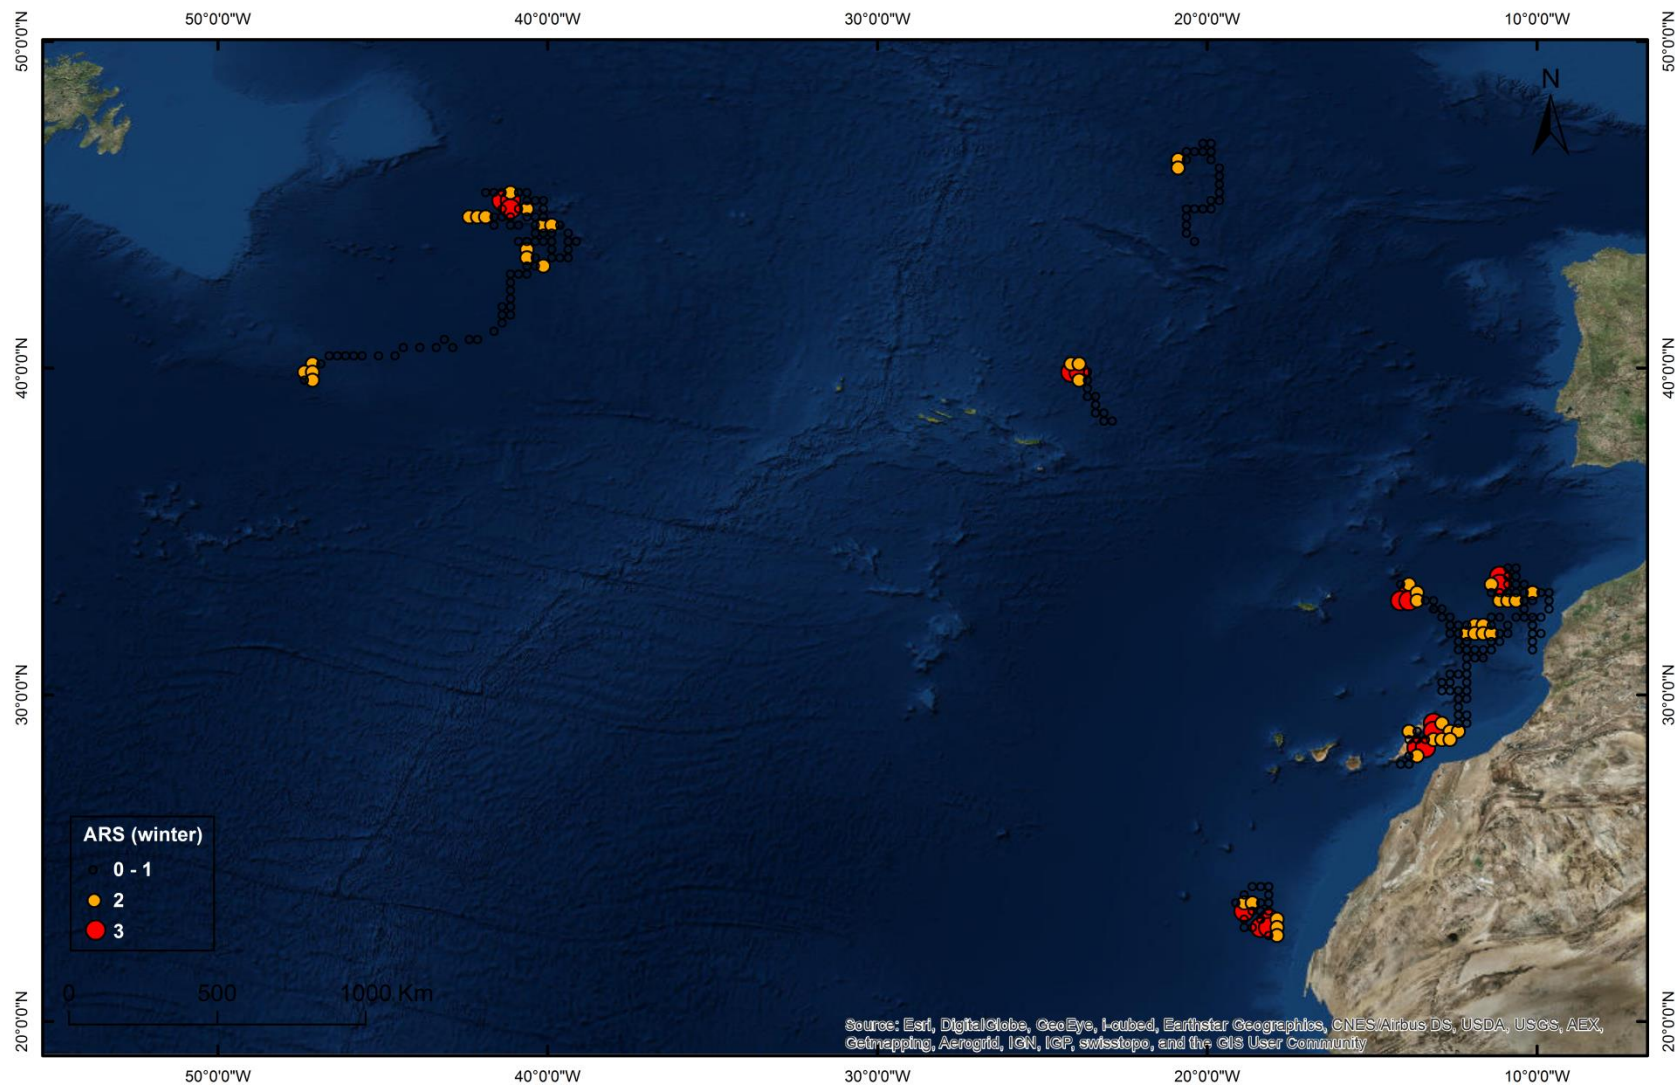 50°0'0"W 40°0'0"W 30°0'0"W 20°0'0"W 10°0'0"W
50°0'0"N 50°0'0"N
N
40°0'0"N 40°0'0"N
30°0'0"N 30°0'0"N
ARS (winter)
0 - 1
2
3
0 500 1000 Km
20°0'0"N 20°0'0"N
Source: Esri, DigitalGlobe, GeoEye, i-cubed, Earthstar Geographics, CNES/Airbus DS, USDA, USGS, AEX,
Getmapping, Aerogrid, IGN, IGP, swisstopo, and the GIS User Community
50°0'0"W 40°0'0"W 30°0'0"W 20°0'0"W 10°0'0"W